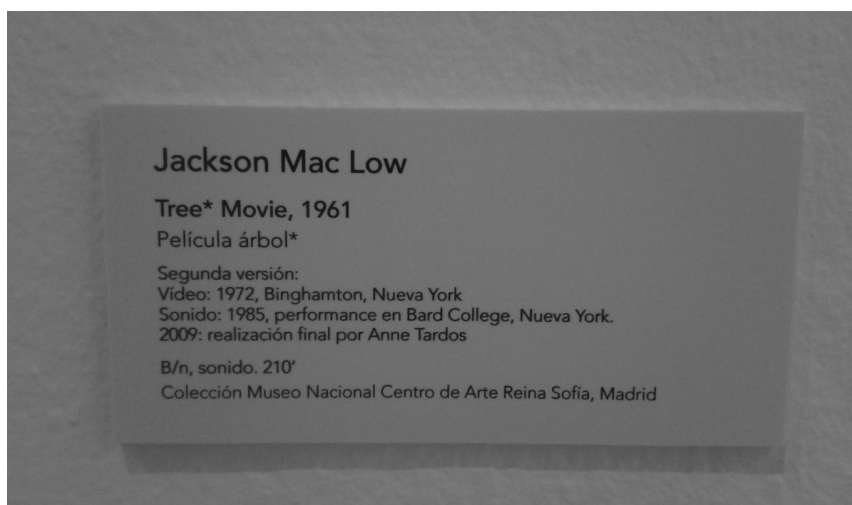 Jackson Mac Low
Tree* Movie, 1961
Película árbol*
Segunda versión:
Vídeo: 1972, Binghamton, Nueva York
Sonido: 1985, performance en Bard College, Nueva York.
2009: realización final por Anne Tardos
B/n, sonido. 210’
Colección Museo Nacional Centro de Arte Reina Sofía, Madrid